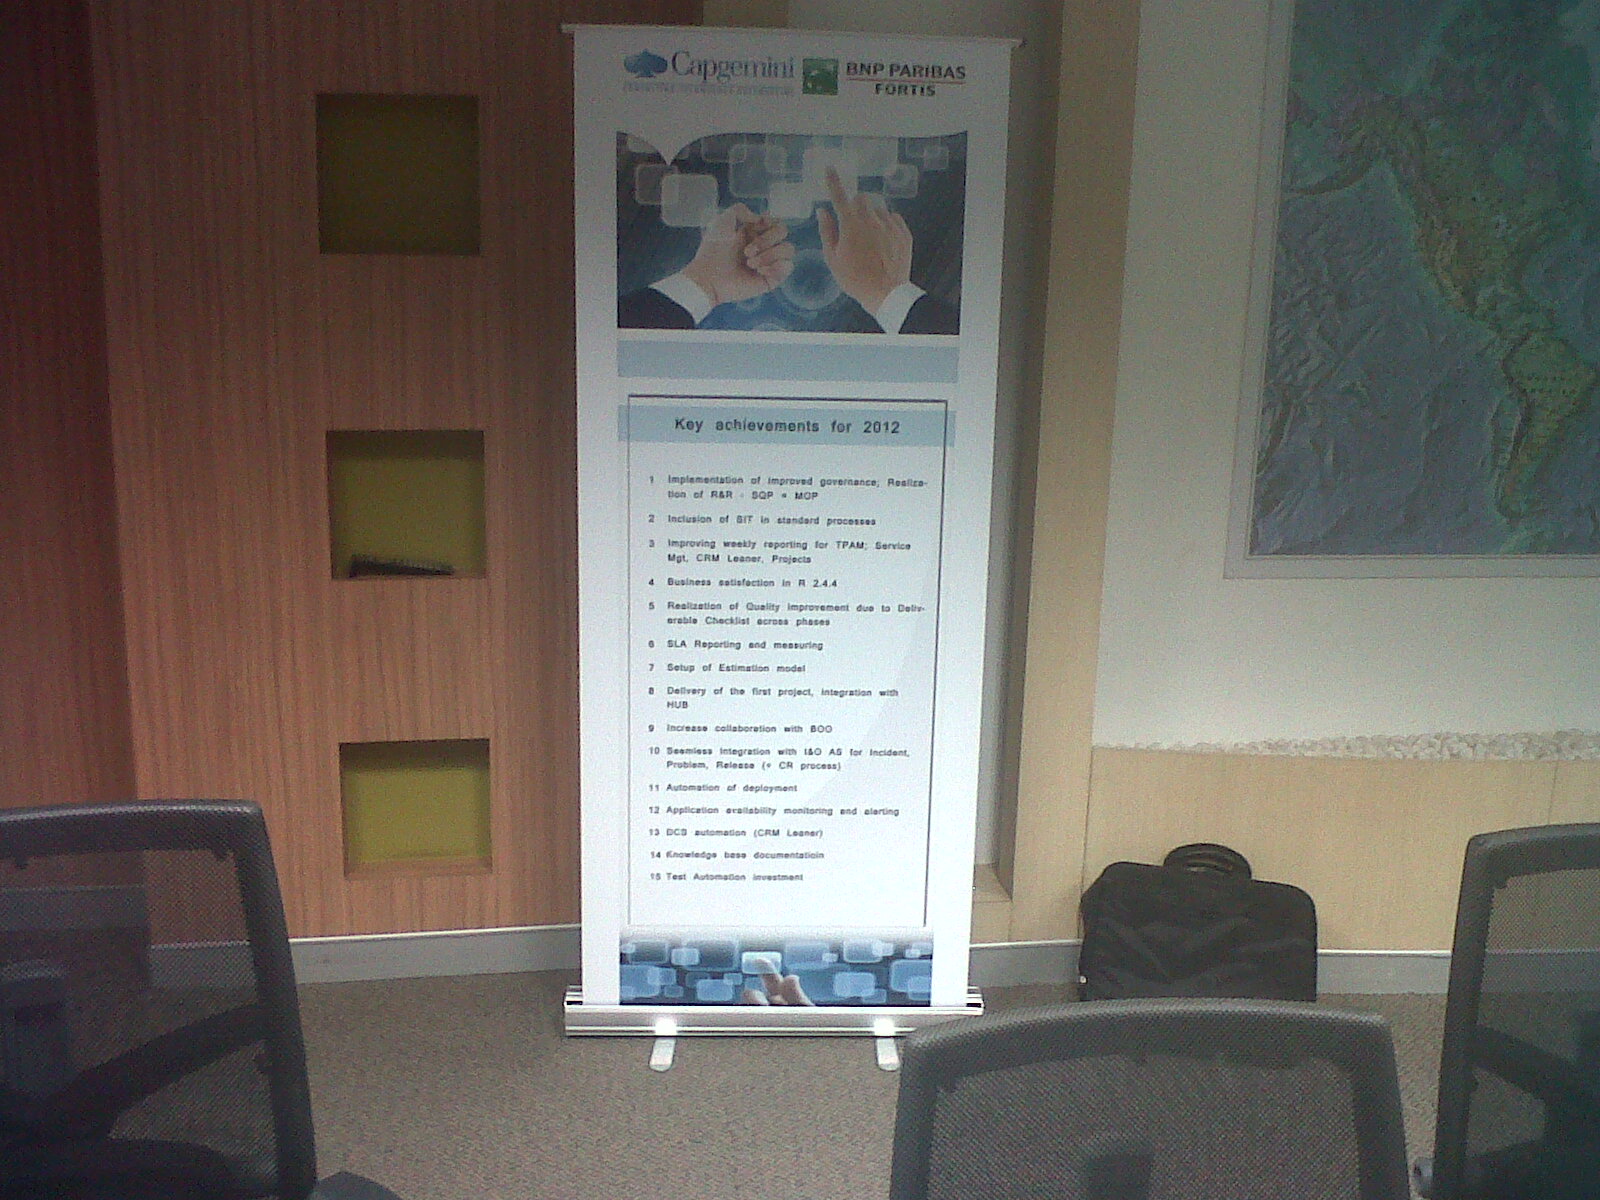 Capgemini
BNP PARIBAS
FORTIS
Key achievements for 2012
1 Implementation of improved governance; Realiza-
tion of R&R - SQP + MOP
2 Inclusion of SIT in standard processes
3 Improving weekly reporting for TPAM; Service
Mgt, CRM Leaner, Projects
4 Business satisfaction in R 2.4.4
5 Realization of Quality improvement due to Deliv-
erable Checklist across phases
6 SLA Reporting and measuring
7 Setup of Estimation model
8 Delivery of the first project, integration with
HUB
9 Increase collaboration with BOO
10 Seamless integration with I&O AS for Incident,
Problem, Release (+ CR process)
11 Automation of deployment
12 Application availability monitoring and alerting
13 DCS automation (CRM Leaner)
14 Knowledge base documentatioin
15 Test Automation investment